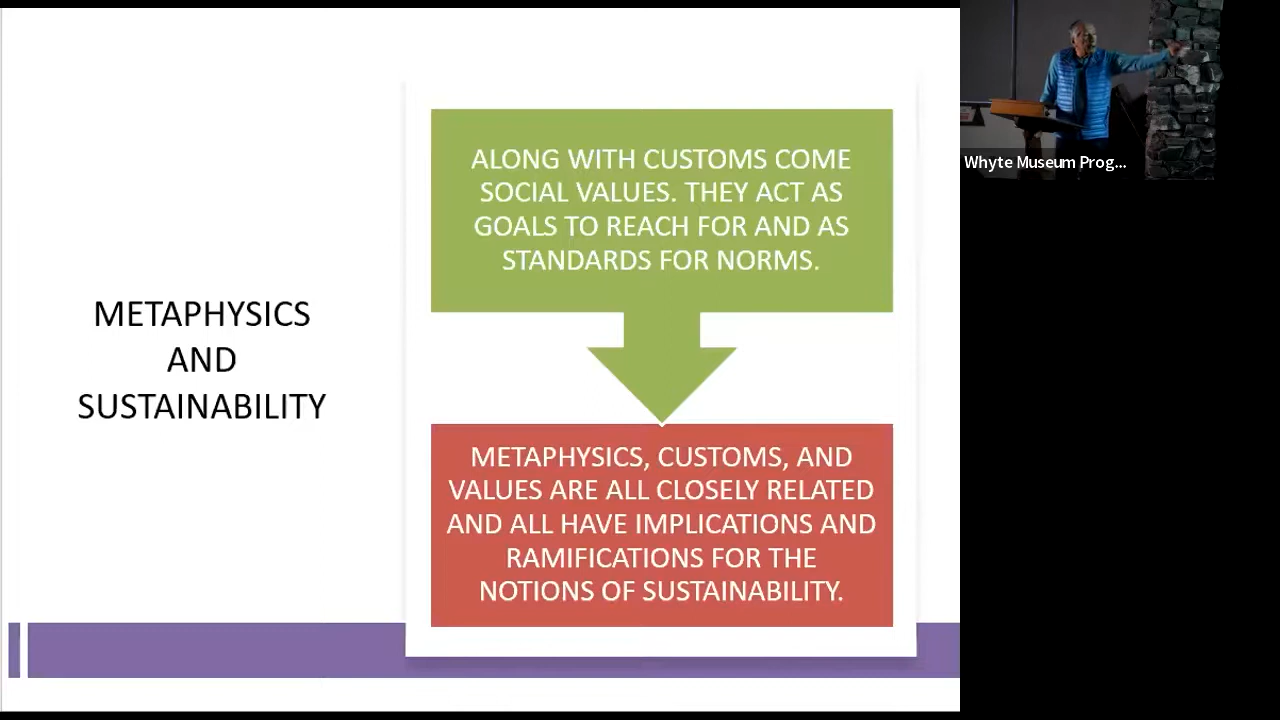 METAPHYSICS
AND
SUSTAINABILITY
ALONG WITH CUSTOMS COME
SOCIAL VALUES. THEY ACT AS
GOALS TO REACH FOR AND AS
STANDARDS FOR NORMS.
METAPHYSICS, CUSTOMS, AND
VALUES ARE ALL CLOSELY RELATED
AND ALL HAVE IMPLICATIONS AND
RAMIFICATIONS FOR THE
NOTIONS OF SUSTAINABILITY.
Whyte Museum Prog...